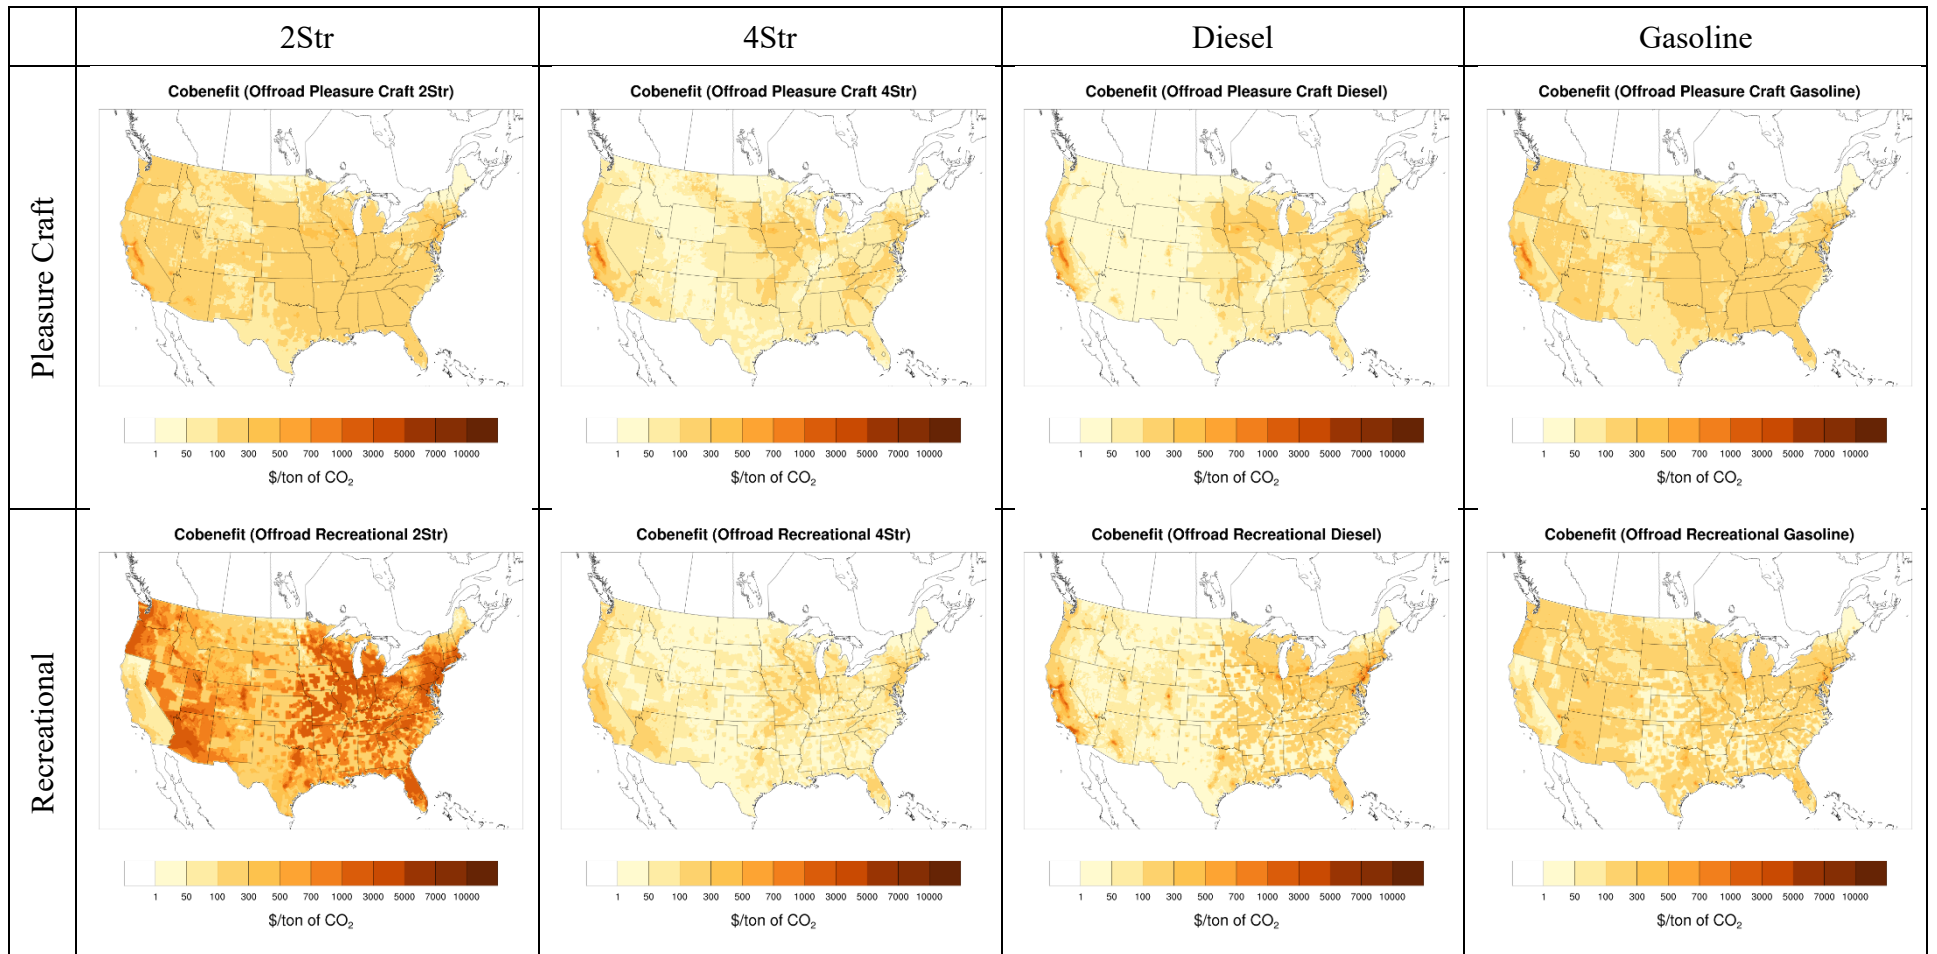 2Str
4Str
Diesel
Gasoline
Pleasure Craft
Cobenefit (Offroad Pleasure Craft 2Str)
1 50 100 300 500 700 1000 3000 5000 7000 10000
$/ton of CO₂
Cobenefit (Offroad Pleasure Craft 4Str)
1 50 100 300 500 700 1000 3000 5000 7000 10000
$/ton of CO₂
Cobenefit (Offroad Pleasure Craft Diesel)
1 50 100 300 500 700 1000 3000 5000 7000 10000
$/ton of CO₂
Cobenefit (Offroad Pleasure Craft Gasoline)
1 50 100 300 500 700 1000 3000 5000 7000 10000
$/ton of CO₂
Recreational
Cobenefit (Offroad Recreational 2Str)
1 50 100 300 500 700 1000 3000 5000 7000 10000
$/ton of CO₂
Cobenefit (Offroad Recreational 4Str)
1 50 100 300 500 700 1000 3000 5000 7000 10000
$/ton of CO₂
Cobenefit (Offroad Recreational Diesel)
1 50 100 300 500 700 1000 3000 5000 7000 10000
$/ton of CO₂
Cobenefit (Offroad Recreational Gasoline)
1 50 100 300 500 700 1000 3000 5000 7000 10000
$/ton of CO₂